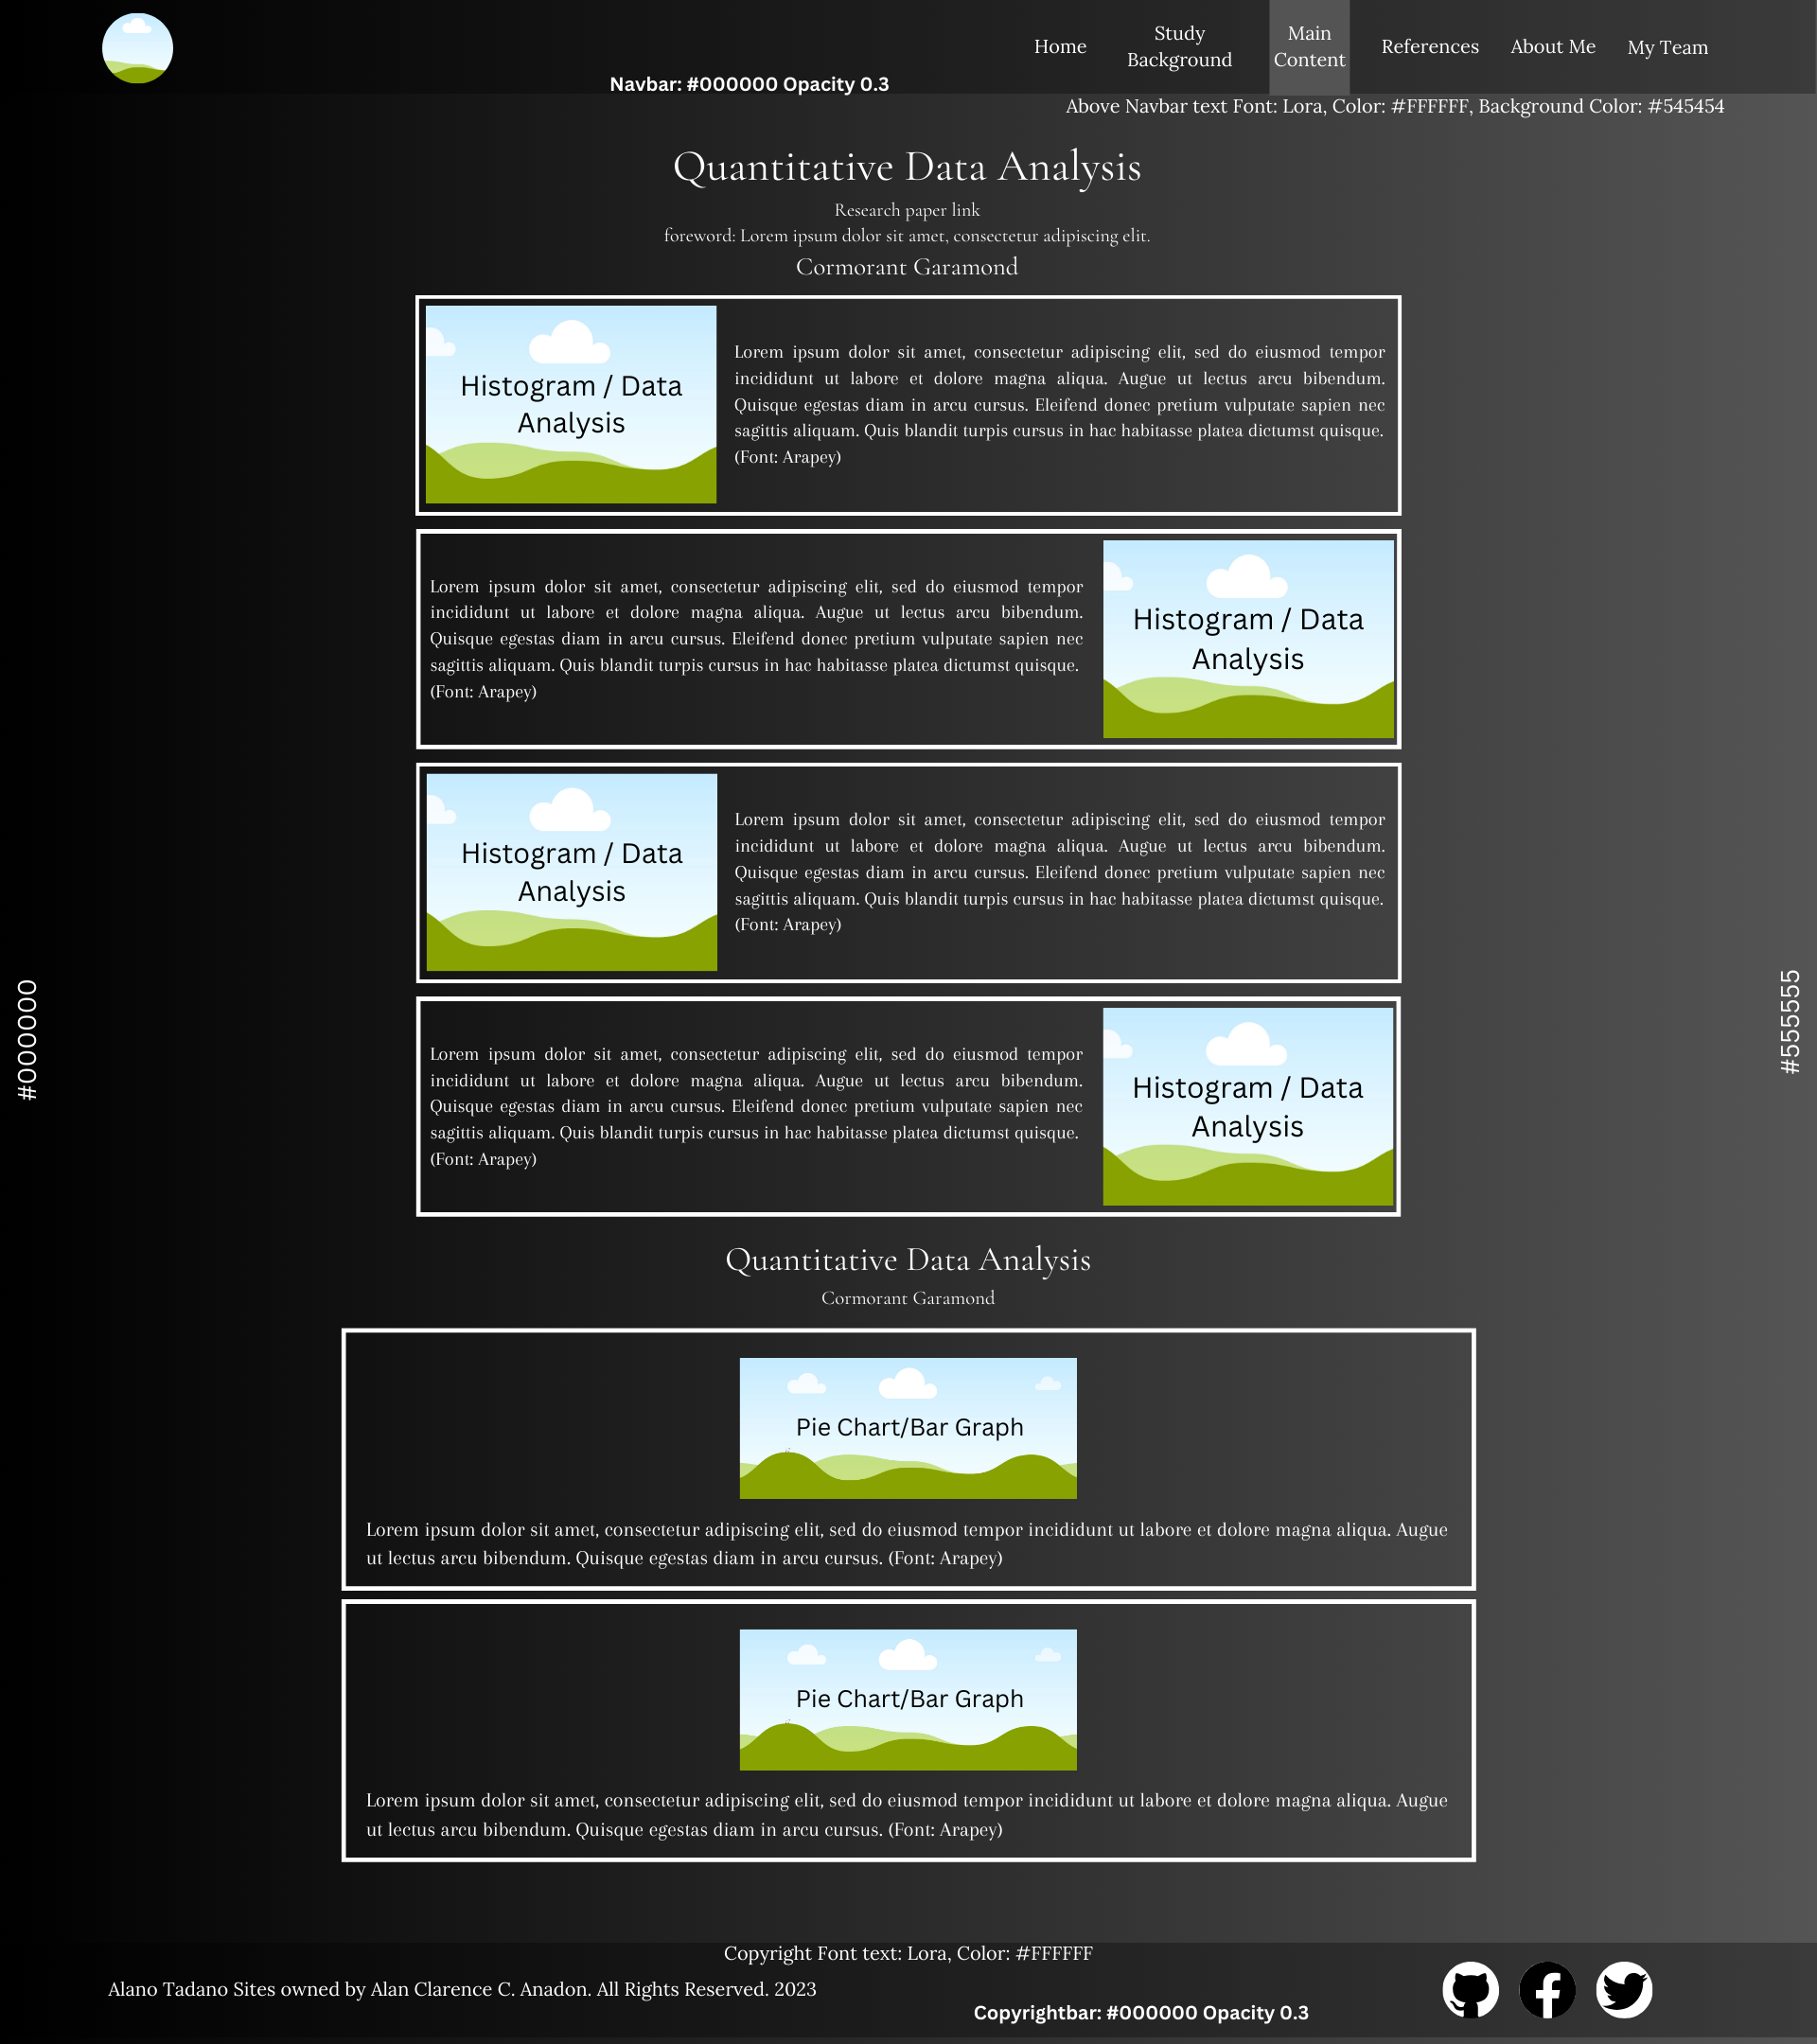 Home
Study
Background
Main
Content
References
About Me
My Team
Navbar: #000000 Opacity 0.3
Above Navbar text Font: Lora, Color: #FFFFFF, Background Color: #545454
Quantitative Data Analysis
Research paper link
foreword: Lorem ipsum dolor sit amet, consectetur adipiscing elit.
Cormorant Garamond
Histogram / Data
Analysis
Lorem ipsum dolor sit amet, consectetur adipiscing elit, sed do eiusmod tempor
incididunt ut labore et dolore magna aliqua. Augue ut lectus arcu bibendum.
Quisque egestas diam in arcu cursus. Eleifend donec pretium vulputate sapien nec
sagittis aliquam. Quis blandit turpis cursus in hac habitasse platea dictumst quisque.
(Font: Arapey)
Lorem ipsum dolor sit amet, consectetur adipiscing elit, sed do eiusmod tempor
incididunt ut labore et dolore magna aliqua. Augue ut lectus arcu bibendum.
Quisque egestas diam in arcu cursus. Eleifend donec pretium vulputate sapien nec
sagittis aliquam. Quis blandit turpis cursus in hac habitasse platea dictumst quisque.
(Font: Arapey)
Histogram / Data
Analysis
Histogram / Data
Analysis
Lorem ipsum dolor sit amet, consectetur adipiscing elit, sed do eiusmod tempor
incididunt ut labore et dolore magna aliqua. Augue ut lectus arcu bibendum.
Quisque egestas diam in arcu cursus. Eleifend donec pretium vulputate sapien nec
sagittis aliquam. Quis blandit turpis cursus in hac habitasse platea dictumst quisque.
(Font: Arapey)
#000000
#555555
Lorem ipsum dolor sit amet, consectetur adipiscing elit, sed do eiusmod tempor
incididunt ut labore et dolore magna aliqua. Augue ut lectus arcu bibendum.
Quisque egestas diam in arcu cursus. Eleifend donec pretium vulputate sapien nec
sagittis aliquam. Quis blandit turpis cursus in hac habitasse platea dictumst quisque.
(Font: Arapey)
Histogram / Data
Analysis
Quantitative Data Analysis
Cormorant Garamond
Pie Chart/Bar Graph
Lorem ipsum dolor sit amet, consectetur adipiscing elit, sed do eiusmod tempor incididunt ut labore et dolore magna aliqua. Augue
ut lectus arcu bibendum. Quisque egestas diam in arcu cursus. (Font: Arapey)
Pie Chart/Bar Graph
Lorem ipsum dolor sit amet, consectetur adipiscing elit, sed do eiusmod tempor incididunt ut labore et dolore magna aliqua. Augue
ut lectus arcu bibendum. Quisque egestas diam in arcu cursus. (Font: Arapey)
Copyright Font text: Lora, Color: #FFFFFF
Alano Tadano Sites owned by Alan Clarence C. Anadon. All Rights Reserved. 2023
Copyrightbar: #000000 Opacity 0.3